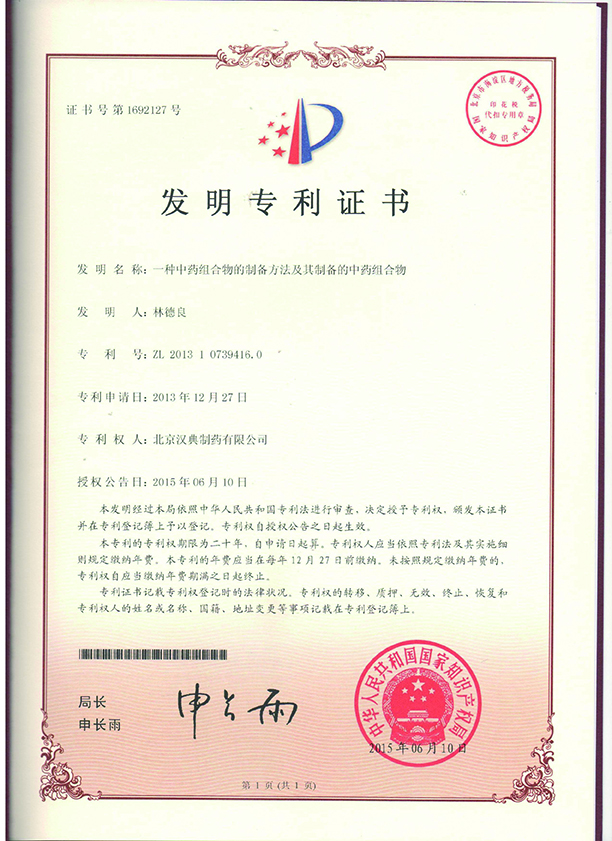 证书号第1692127号
北京市海淀区地方税务局
印花税
代扣专用章
国家知识产权局
发明专利证书
发明名称：一种中药组合物的制备方法及其制备的中药组合物
发明人：林德良
专利号：ZL 2013 1 0739416.0
专利申请日：2013年12月27日
专利权人：北京汉典制药有限公司
授权公告日：2015年06月10日
本发明经过本局依照中华人民共和国专利法进行审查，决定授予专利权，颁发本证书
并在专利登记簿上予以登记。专利权自授权公告之日起生效。
本专利的专利权期限为二十年，自申请日起算。专利权人应当依照专利法及其实施细
则规定缴纳年费。本专利的年费应当在每年12月27日前缴纳。未按照规定缴纳年费的，
专利权自应当缴纳年费期满之日起终止。
专利证书记载专利权登记时的法律状况。专利权的转移、质押、无效、终止、恢复和
专利权人的姓名或名称、国籍、地址变更等事项记载在专利登记簿上。
局长
申长雨
申长雨
中华人民共和国国家知识产权局
2015年06月10日
第1页(共1页)